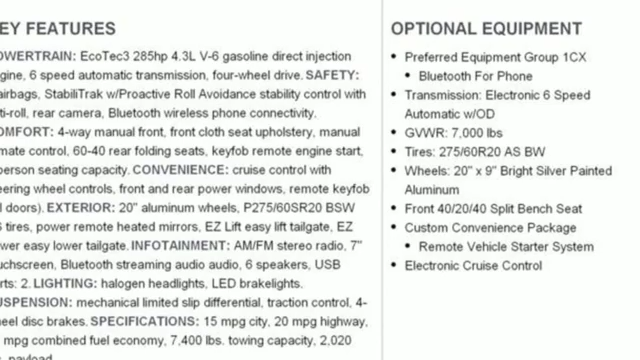 EY FEATURES
OWERTRAIN: EcoTec3 285hp 4.3L V-6 gasoline direct injection
gine, 6 speed automatic transmission, four-wheel drive. SAFETY:
airbags, StabiliTrak w/Proactive Roll Avoidance stability control with
ti-roll, rear camera, Bluetooth wireless phone connectivity.
OMFORT: 4-way manual front, front cloth seat upholstery, manual
mate control, 60-40 rear folding seats, keyfob remote engine start,
person seating capacity. CONVENIENCE: cruise control with
eering wheel controls, front and rear power windows, remote keyfob
l doors). EXTERIOR: 20" aluminum wheels, P275/60SR20 BSW
S tires, power remote heated mirrors, EZ Lift easy lift tailgate, EZ
wer easy lower tailgate. INFOTAINMENT: AM/FM stereo radio, 7"
uchscreen, Bluetooth streaming audio audio, 6 speakers, USB
rts: 2. LIGHTING: halogen headlights, LED brakelights.
USPENSION: mechanical limited slip differential, traction control, 4-
heel disc brakes. SPECIFICATIONS: 15 mpg city, 20 mpg highway,
mpg combined fuel economy, 7,400 lbs. towing capacity, 2,020
s. payload
OPTIONAL EQUIPMENT
• Preferred Equipment Group 1CX
• Bluetooth For Phone
• Transmission: Electronic 6 Speed
Automatic w/OD
• GVWR: 7,000 lbs
• Tires: 275/60R20 AS BW
• Wheels: 20" x 9" Bright Silver Painted
Aluminum
• Front 40/20/40 Split Bench Seat
• Custom Convenience Package
• Remote Vehicle Starter System
• Electronic Cruise Control